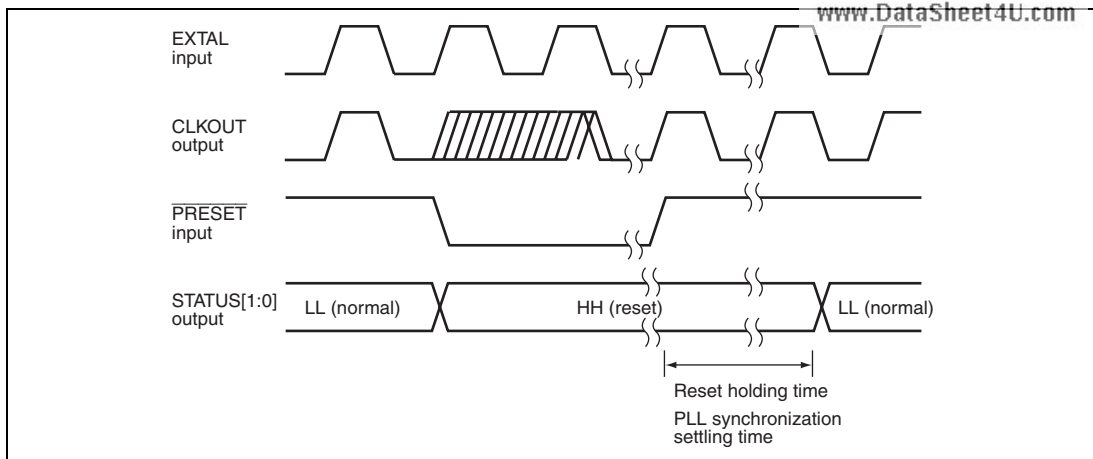 www.DataSheet4U.com
EXTAL
input
CLKOUT
output
PRESET
input
STATUS[1:0]
output
LL (normal)
HH (reset)
LL (normal)
Reset holding time
PLL synchronization
settling time